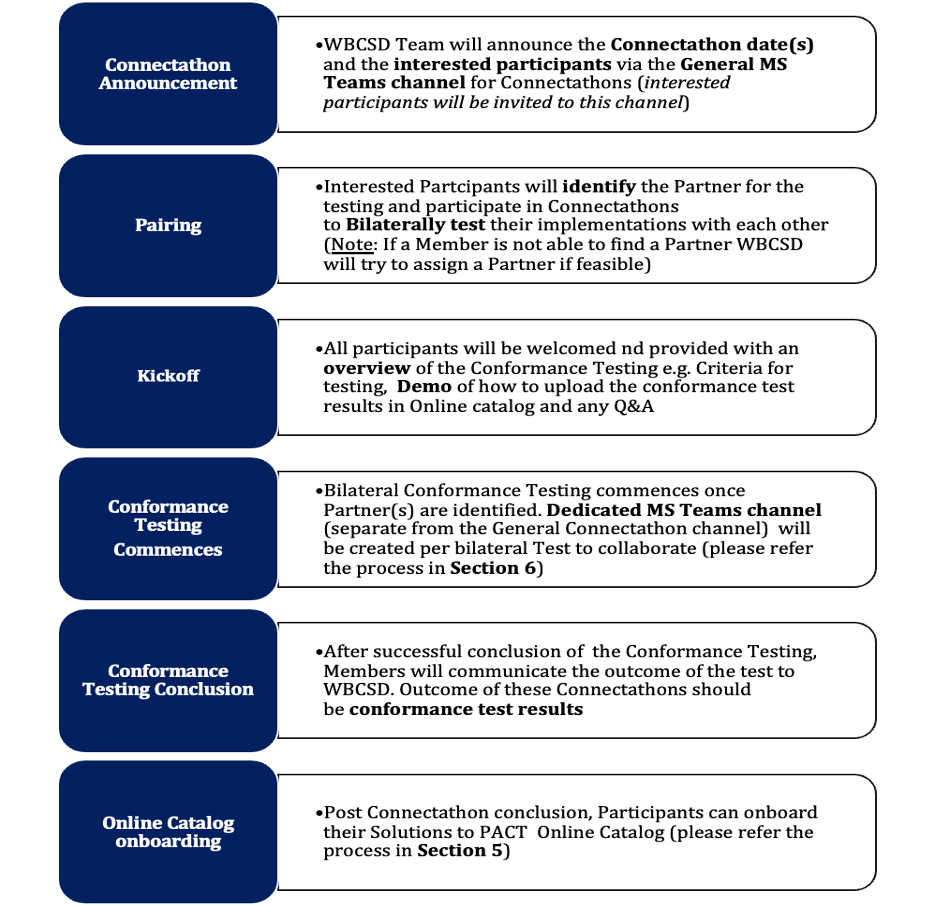 Connectathon
Announcement
•WBCSD Team will announce the Connectathon date(s)
and the interested participants via the General MS
Teams channel for Connectathons (interested
participants will be invited to this channel)
Pairing
•Interested Partcipants will identify the Partner for the
testing and participate in Connectathons
to Bilaterally test their implementations with each other
(Note: If a Member is not able to find a Partner WBCSD
will try to assign a Partner if feasible)
Kickoff
•All participants will be welcomed nd provided with an
overview of the Conformance Testing e.g. Criteria for
testing,  Demo of how to upload the conformance test
results in Online catalog and any Q&A
Conformance
Testing
Commences
•Bilateral Conformance Testing commences once
Partner(s) are identified. Dedicated MS Teams channel
(separate from the General Connectathon channel)  will
be created per bilateral Test to collaborate (please refer
the process in Section 6)
Conformance
Testing Conclusion
•After successful conclusion of  the Conformance Testing,
Members will communicate the outcome of the test to
WBCSD. Outcome of these Connectathons should
be conformance test results
Online Catalog
onboarding
•Post Connectathon conclusion, Participants can onboard
their Solutions to PACT  Online Catalog (please refer the
process in Section 5)